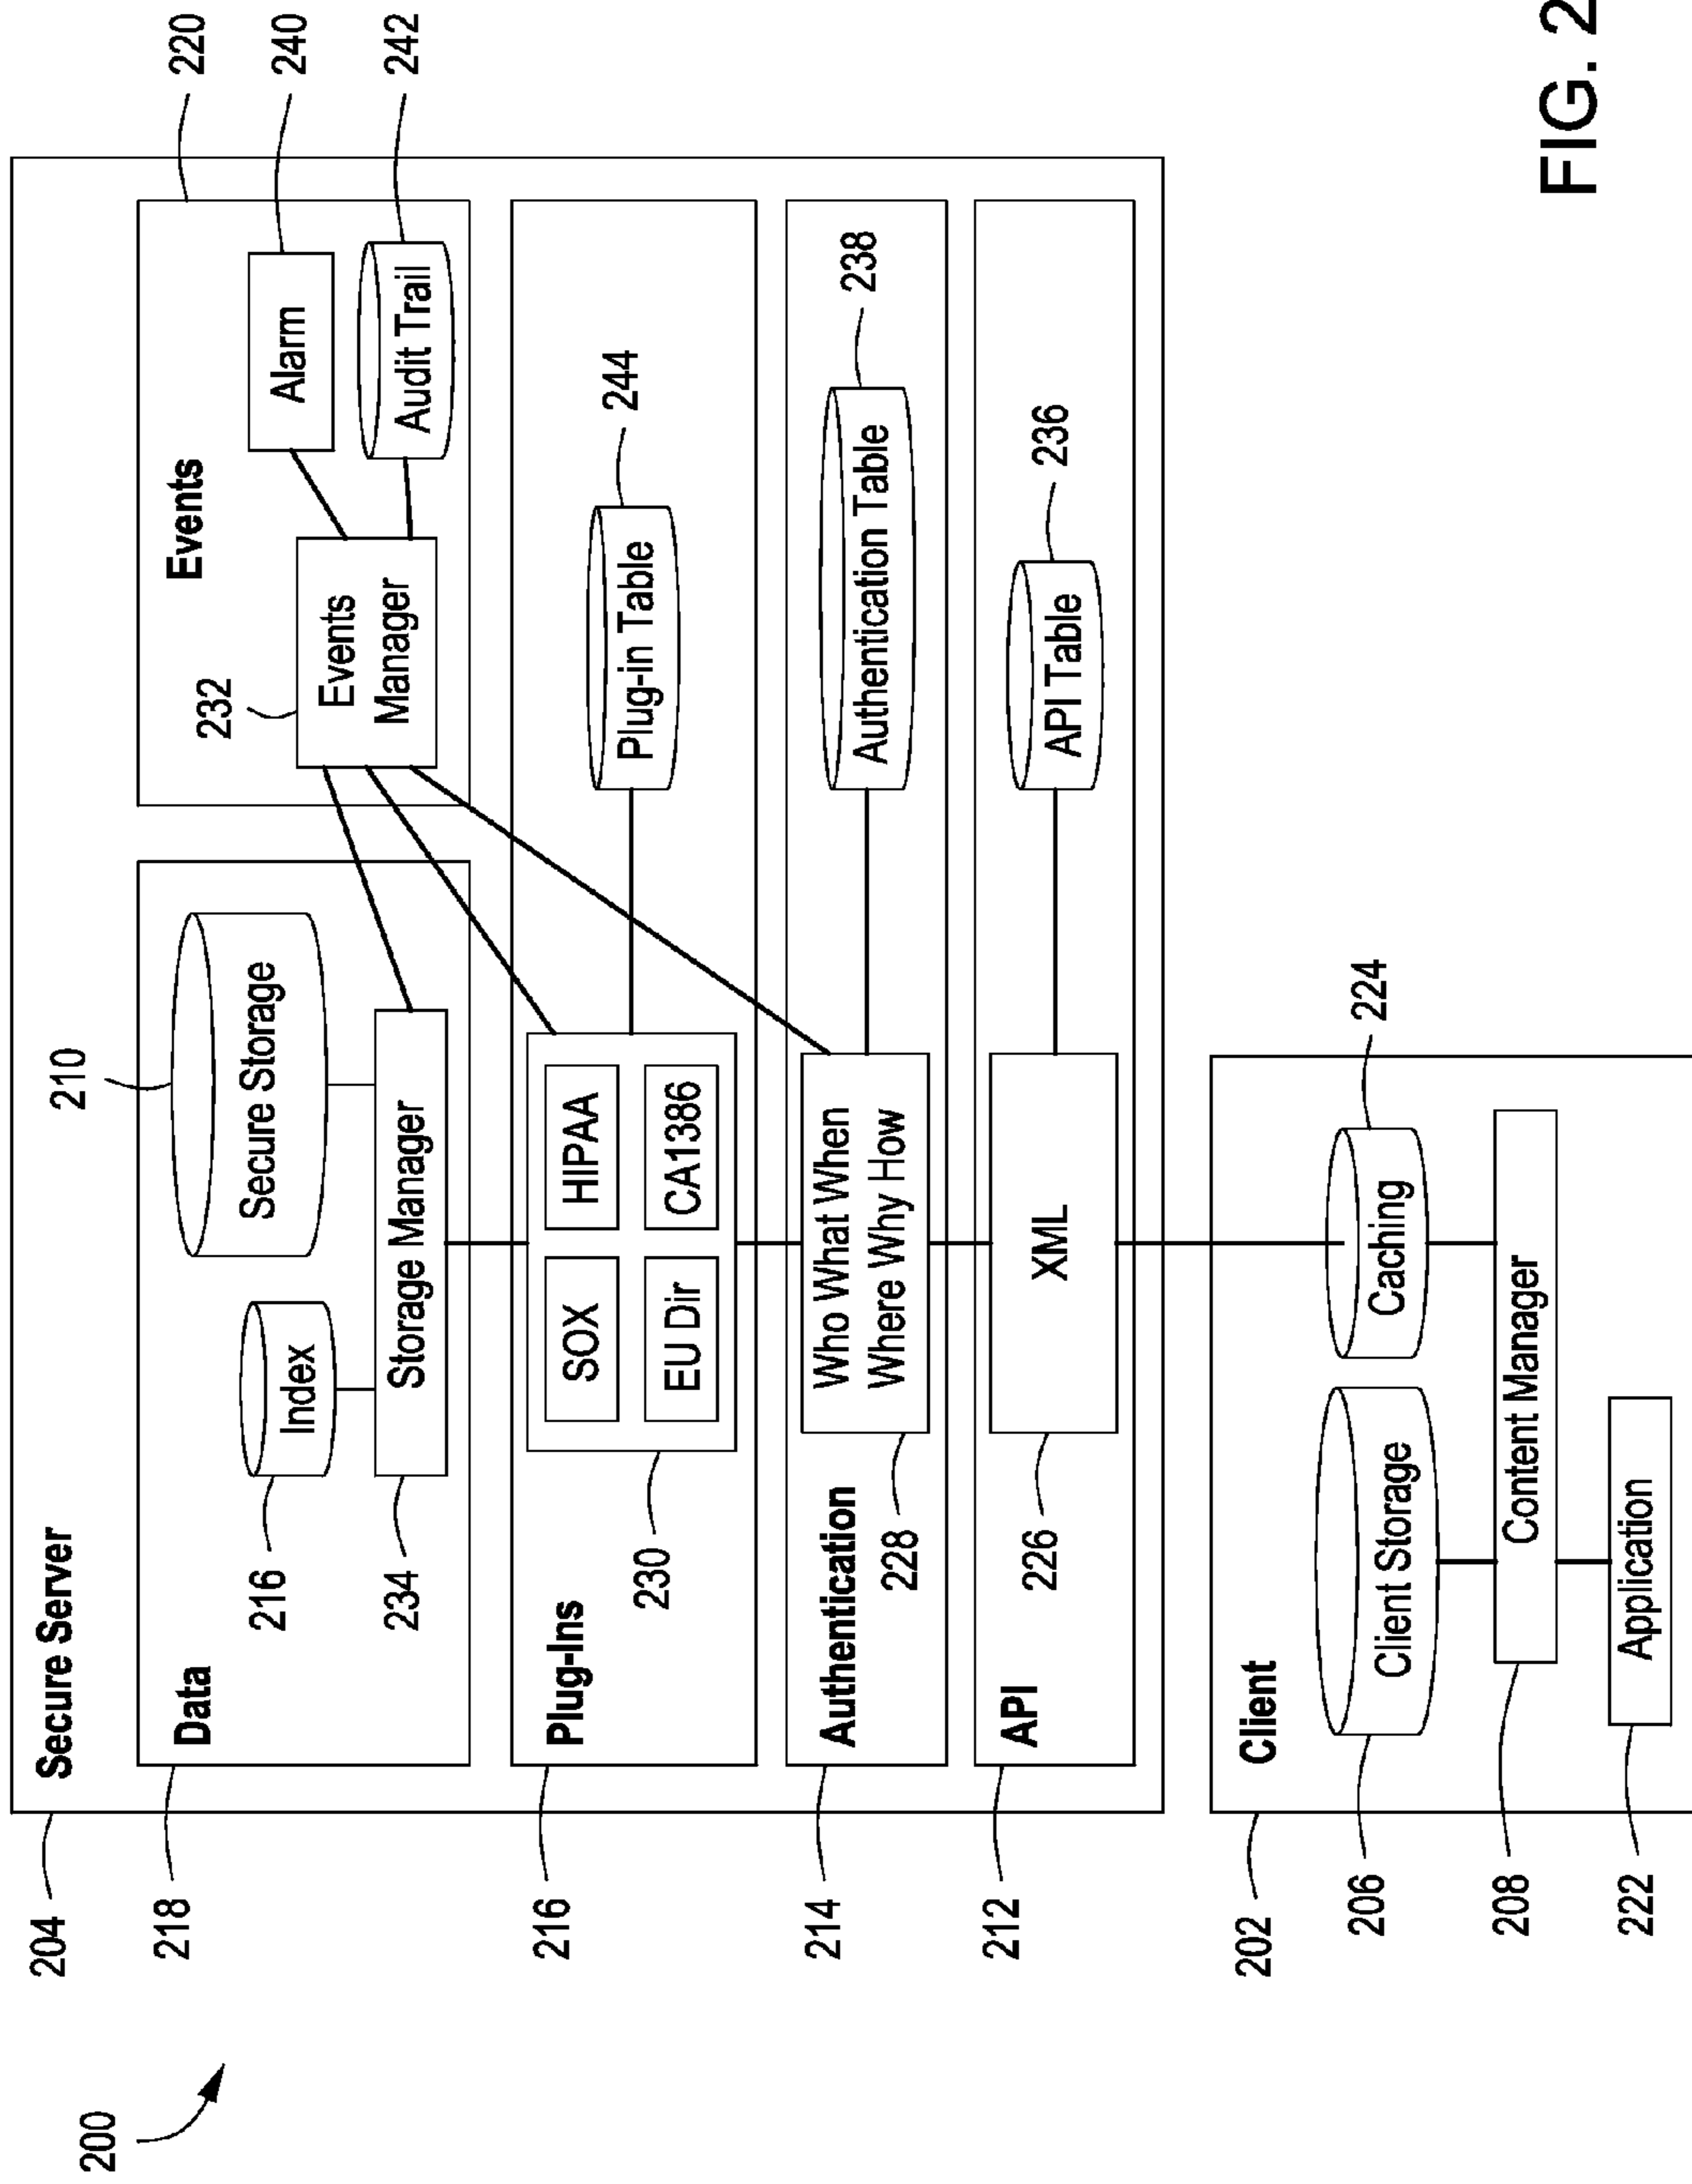 200
204
Secure Server
218
Data
216
Index
210
Secure Storage
234
Storage Manager
220
Events
232
Events
Manager
240
Alarm
242
Audit Trail
216
Plug-Ins
230
SOX
HIPAA
EU Dir
CA1386
244
Plug-in Table
214
Authentication
228
Who What When
Where Why How
238
Authentication Table
212
API
226
XML
236
API Table
202
Client
206
Client Storage
224
Caching
208
Content Manager
222
Application
FIG. 2